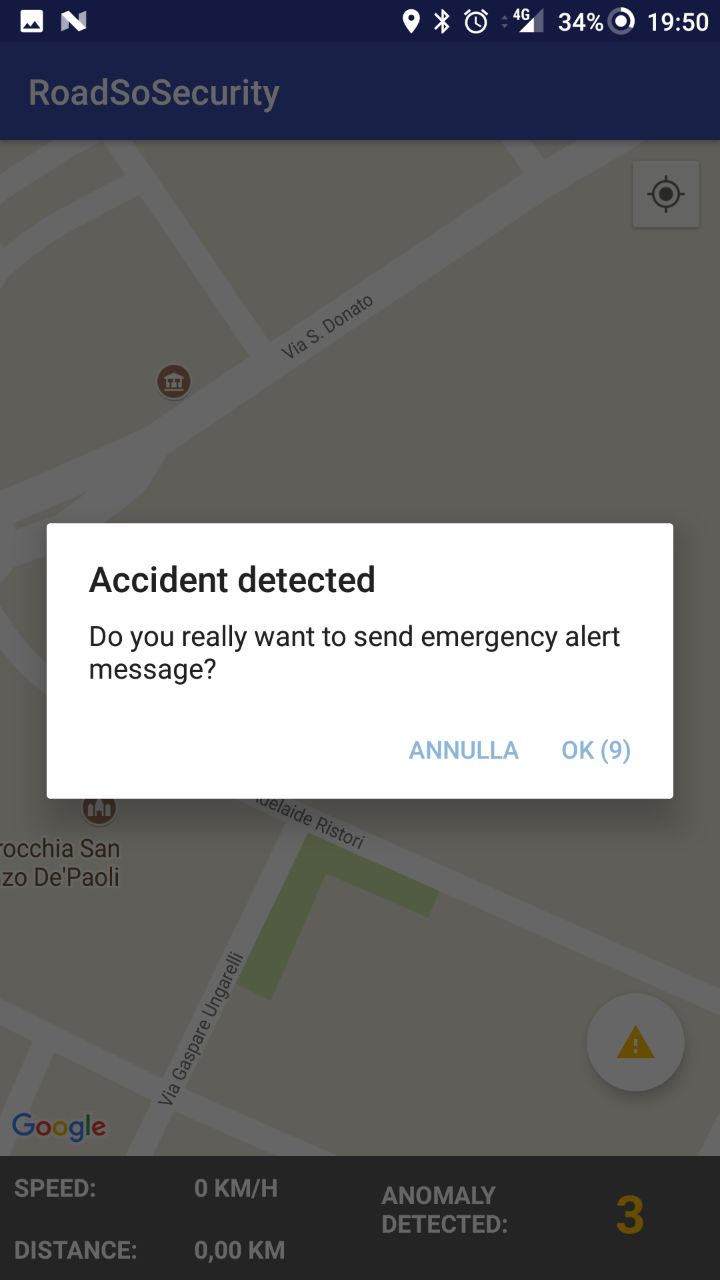 4G 34% 19:50
RoadSoSecurity
Via S. Donato
Accident detected
Do you really want to send emergency alert
message?
ANNULLA OK (9)
Ristori
rocchia San
zo De'Paoli
Via Gaspare Ungarelli
Google
SPEED: 0 KM/H
ANOMALY
DETECTED: 3
DISTANCE: 0,00 KM